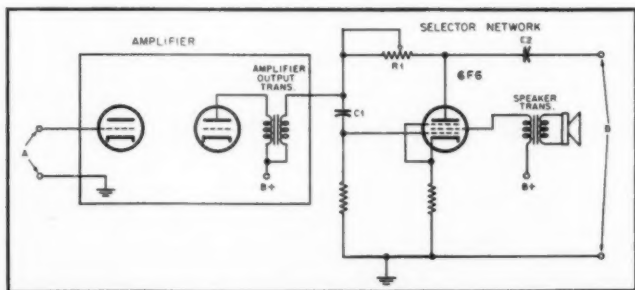 AMPLIFIER
SELECTOR NETWORK
AMPLIFIER
OUTPUT
TRANS.
R1
C2
6F6
SPEAKER
TRANS.
C1
A
B
B+
B+